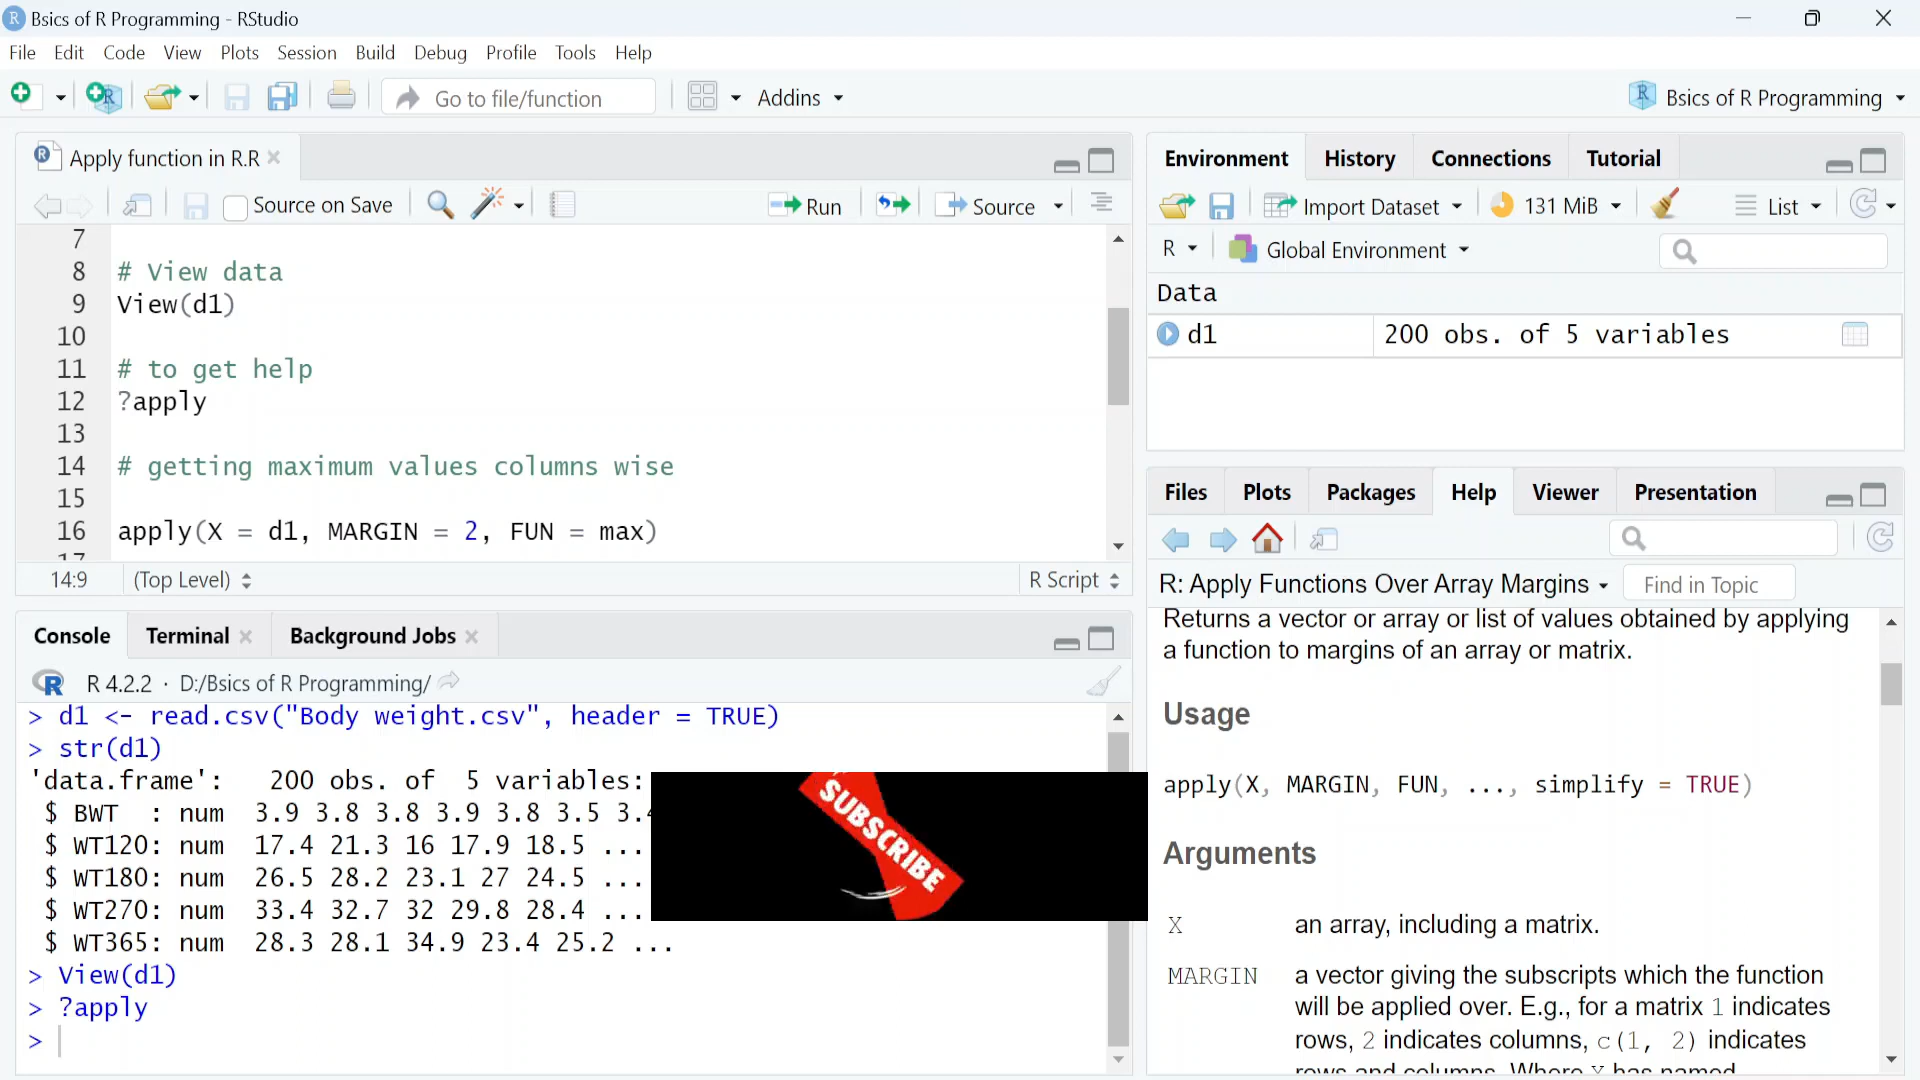 Bsics of R Programming - RStudio
File Edit Code View Plots Session Build Debug Profile Tools Help
Go to file/function Addins Bsics of R Programming
Apply function in R.R
Source on Save Run Source
7
8 # View data
9 View(d1)
10
11 # to get help
12 ?apply
13
14 # getting maximum values columns wise
15
16 apply(X = d1, MARGIN = 2, FUN = max)
17
14:9 (Top Level) R Script
Console Terminal Background Jobs
R 4.2.2 · D:/Bsics of R Programming/
> d1 <- read.csv("Body weight.csv", header = TRUE)
> str(d1)
'data.frame': 200 obs. of 5 variables:
$ BWT : num 3.9 3.8 3.8 3.9 3.8 3.5 3.4
$ WT120: num 17.4 21.3 16 17.9 18.5 ...
$ WT180: num 26.5 28.2 23.1 27 24.5 ...
$ WT270: num 33.4 32.7 32 29.8 28.4 ...
$ WT365: num 28.3 28.1 34.9 23.4 25.2 ...
> View(d1)
> ?apply
>
SUBSCRIBE
Environment History Connections Tutorial
Import Dataset 131 MiB List
R Global Environment
Data
d1 200 obs. of 5 variables
Files Plots Packages Help Viewer Presentation
R: Apply Functions Over Array Margins Find in Topic
Returns a vector or array or list of values obtained by applying
a function to margins of an array or matrix.
Usage
apply(X, MARGIN, FUN, ..., simplify = TRUE)
Arguments
X an array, including a matrix.
MARGIN a vector giving the subscripts which the function
will be applied over. E.g., for a matrix 1 indicates
rows, 2 indicates columns, c(1, 2) indicates
rows and columns. Where X has named